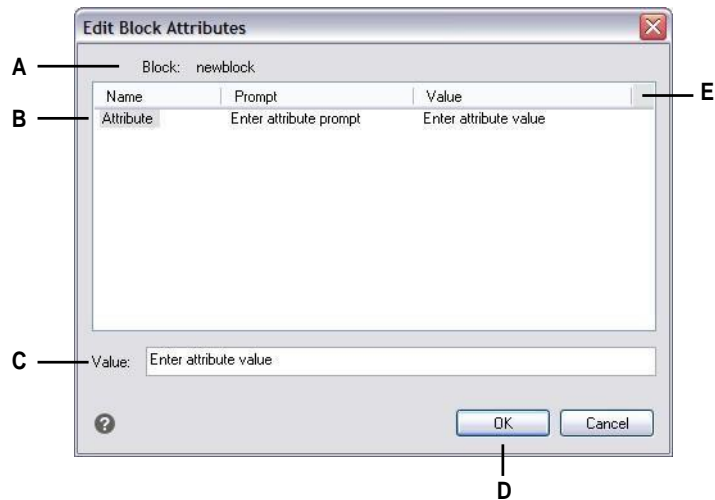 Edit Block Attributes
A
Block: newblock
Name Prompt Value
E
B
Attribute Enter attribute prompt Enter attribute value
C
Value: Enter attribute value
?
OK Cancel
D